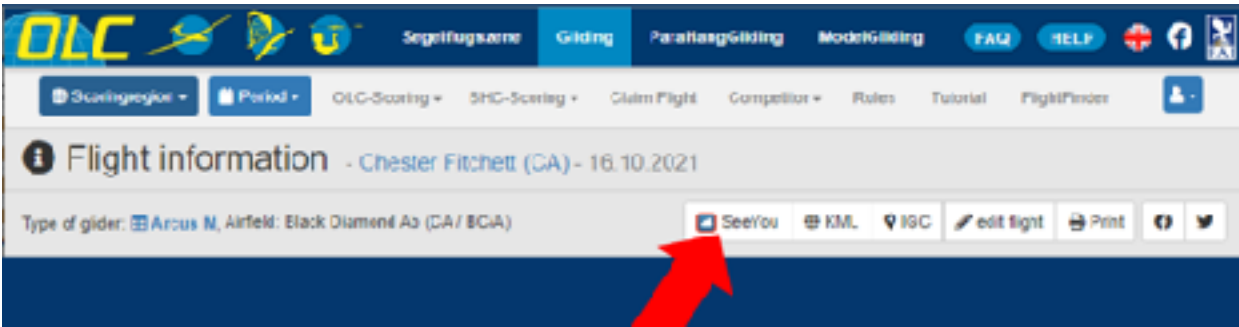 OLC Segelflugszene Gliding ParaHangGliding ModelGliding FAQ HELP
Scoringregion Period OLC-Scoring SHC-Scoring Claim Flight Competitor Rules Tutorial FlightFinder
Flight information - Chester Fitchett (CA) - 16.10.2021
Type of glider: Arcus M, Airfield: Black Diamond Ab (CA / BCIA) SeeYou KML IGC edit flight Print